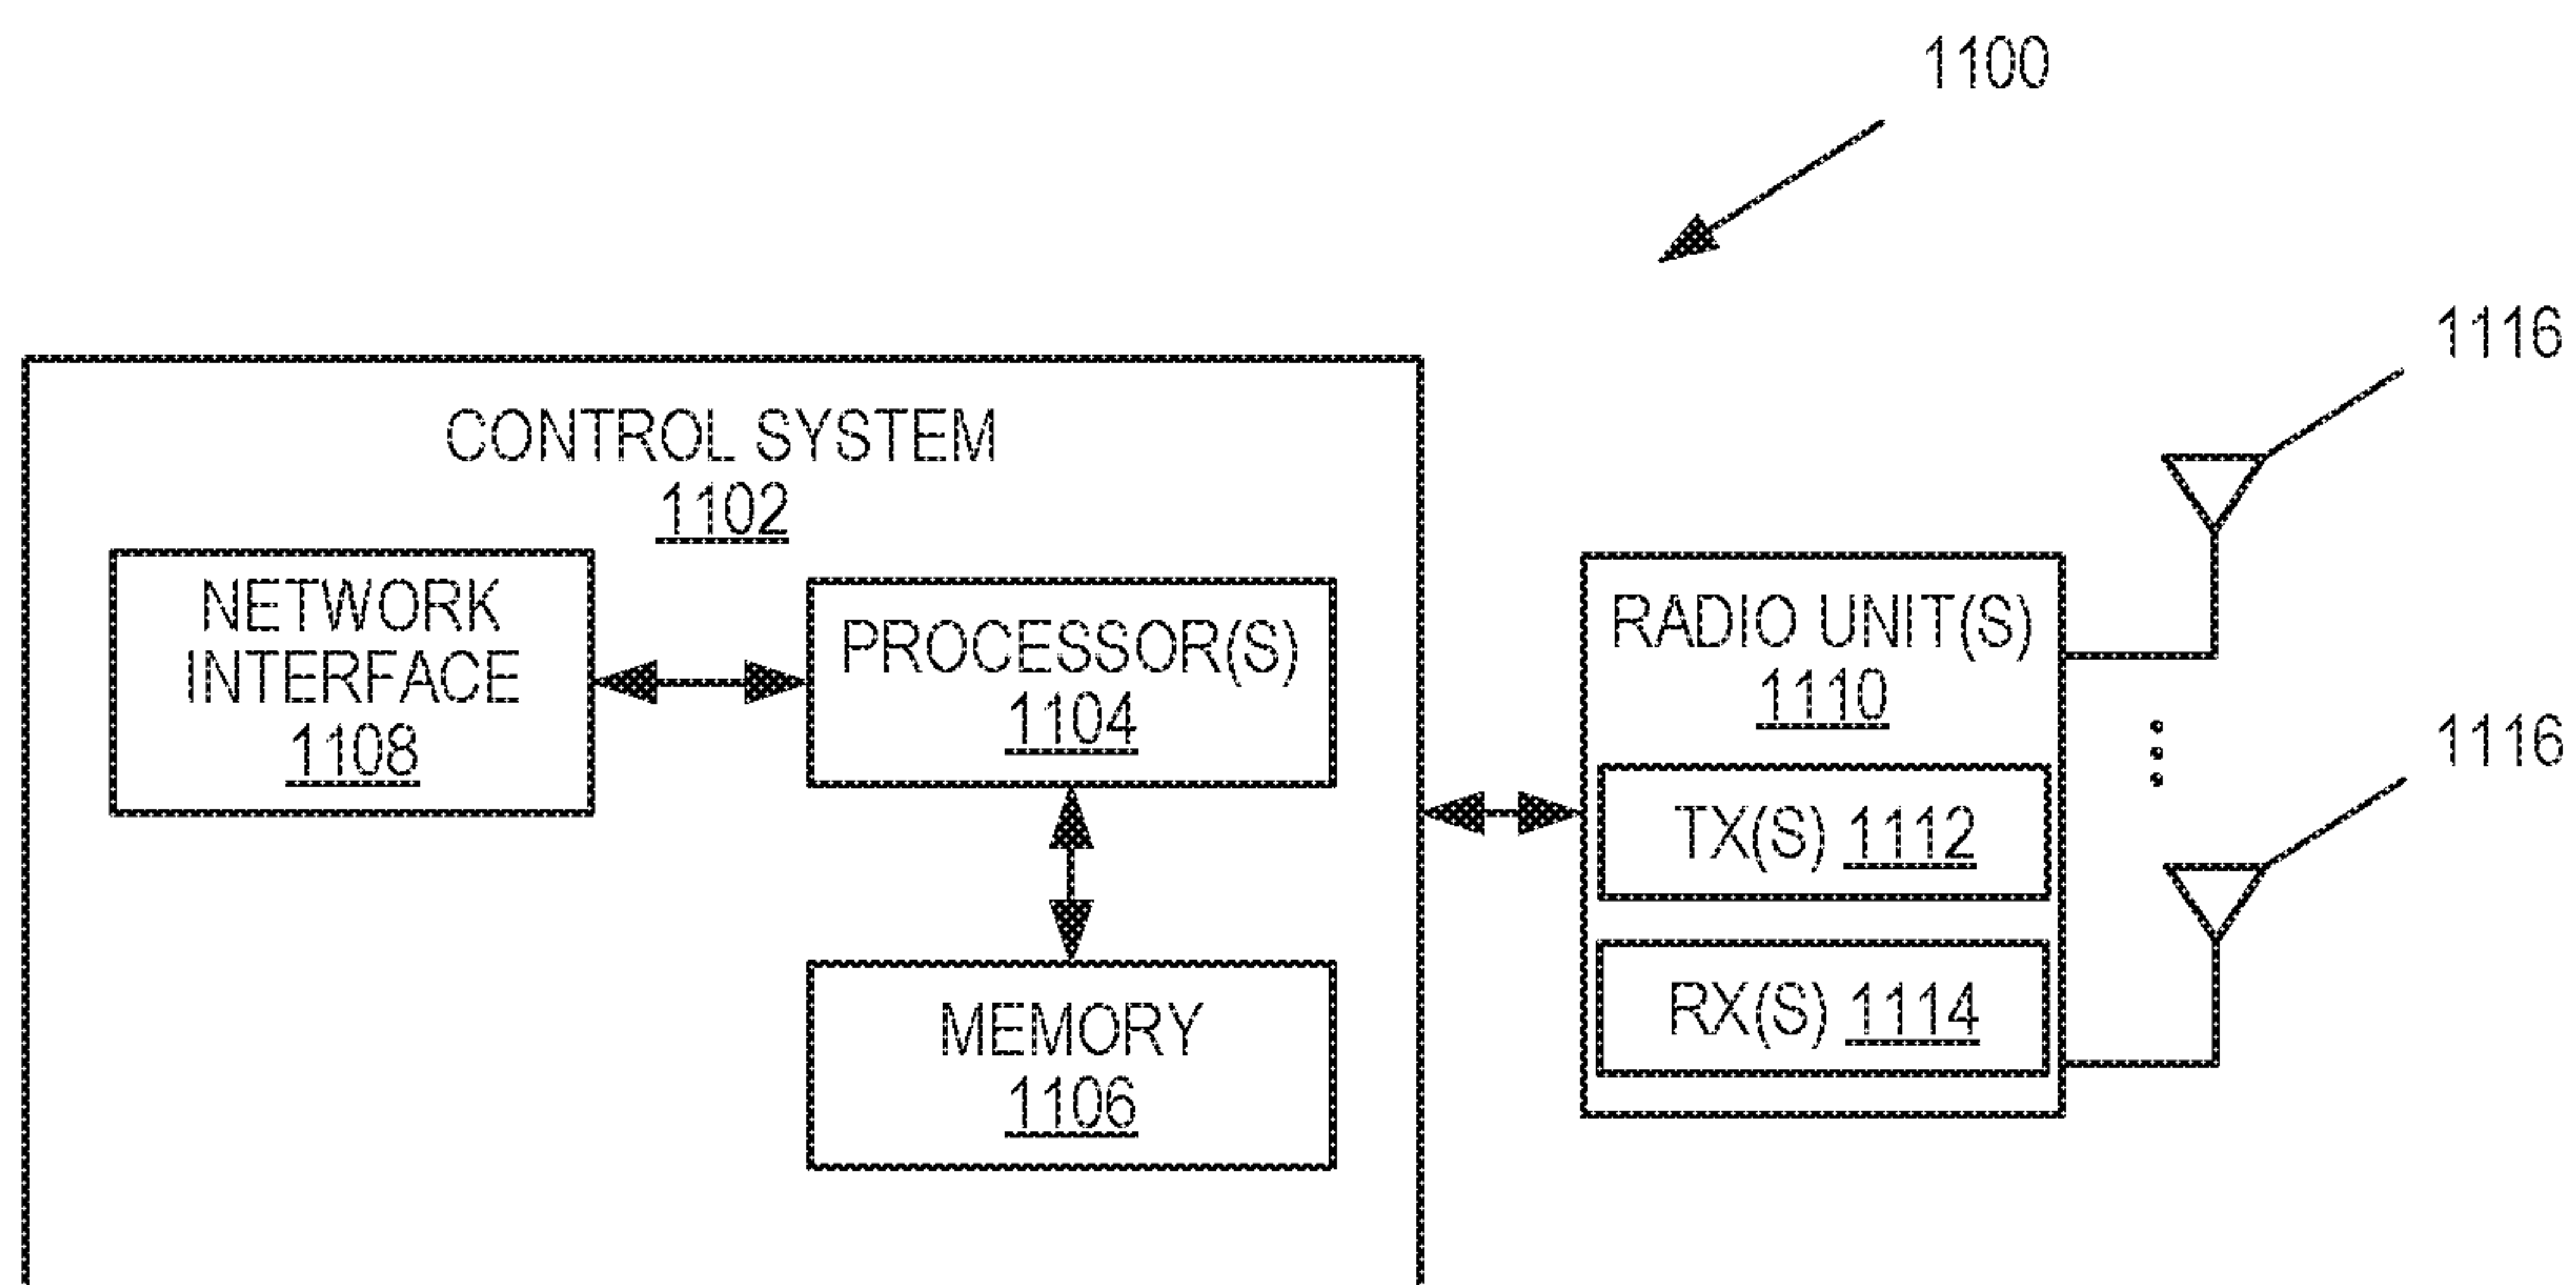 1100
1116
CONTROL SYSTEM
1102
NETWORK
INTERFACE
1108
PROCESSOR(S)
1104
MEMORY
1106
RADIO UNIT(S)
1110
TX(S) 1112
RX(S) 1114
1116